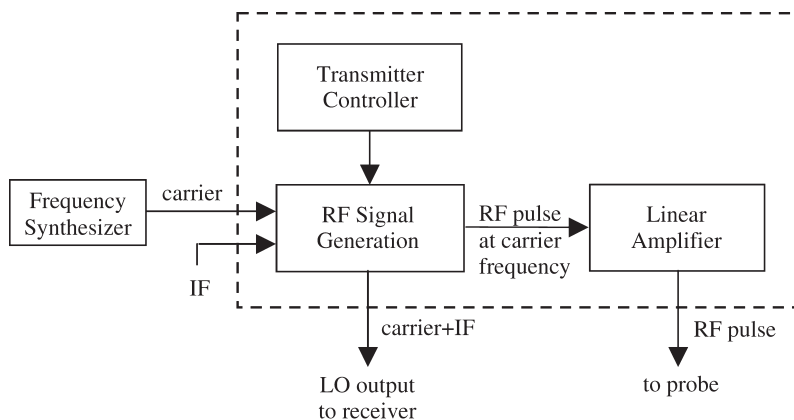 Transmitter
Controller
Frequency
Synthesizer
carrier
IF
RF Signal
Generation
RF pulse
at carrier
frequency
Linear
Amplifier
carrier+IF
LO output
to receiver
RF pulse
to probe